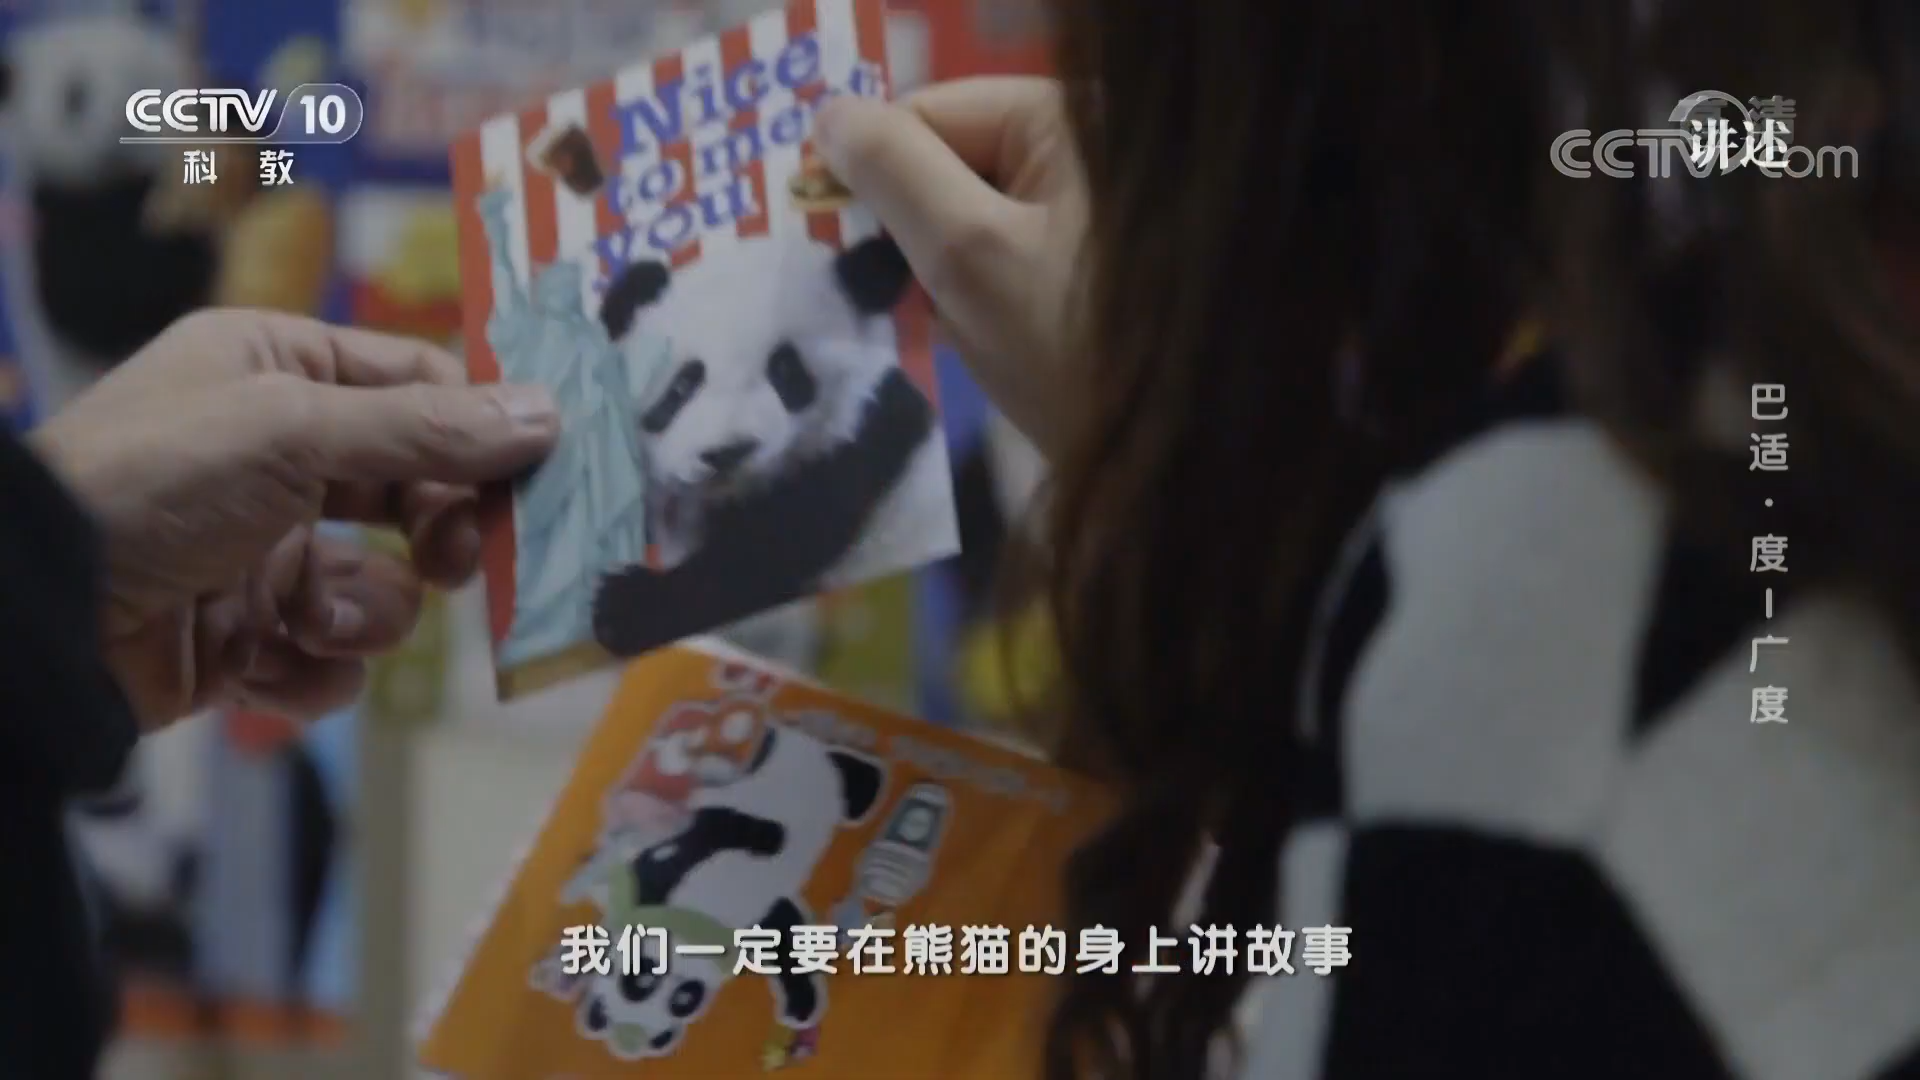 CCTV 10
科教
CCTV.com
讲述
Nice
to meet
you
巴适·度—广度
我们一定要在熊猫的身上讲故事